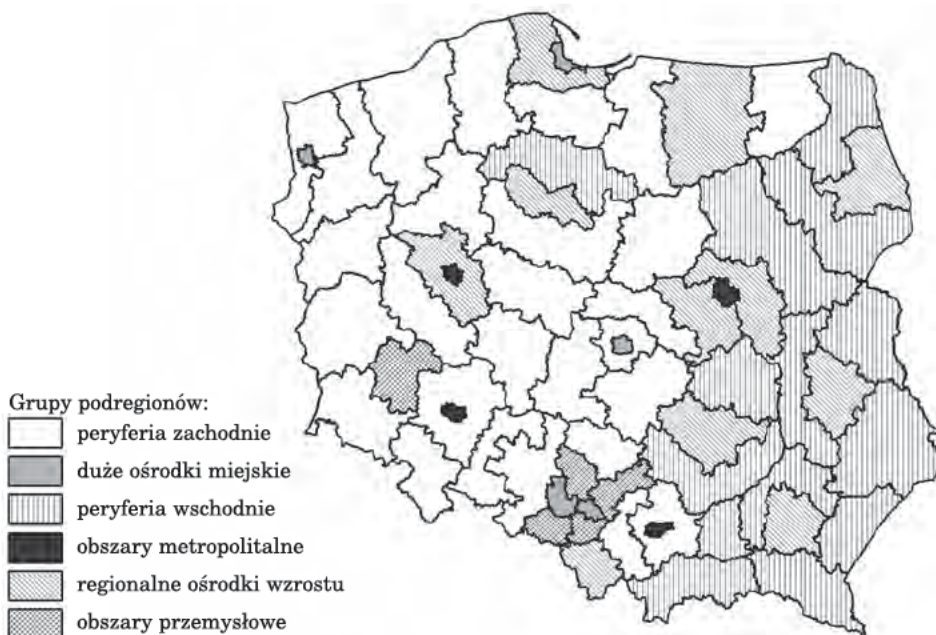 Grupy podregionów:
peryferia zachodnie
duże ośrodki miejskie
peryferia wschodnie
obszary metropolitalne
regionalne ośrodki wzrostu
obszary przemysłowe